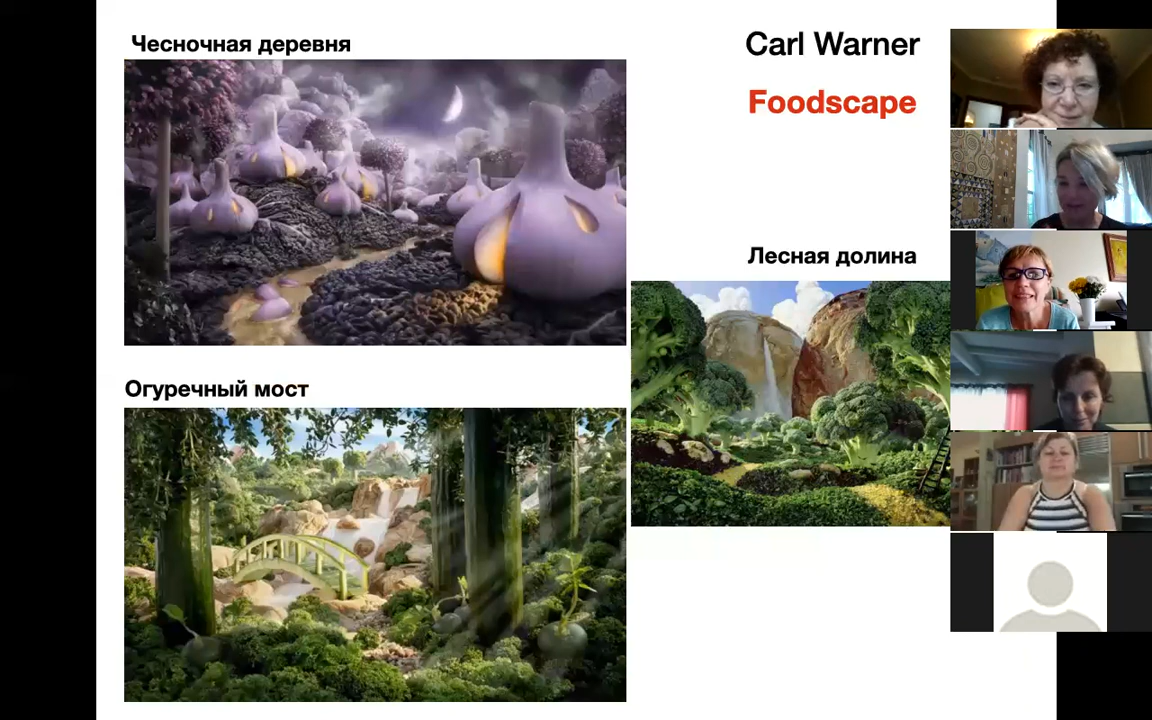 Чесночная деревня
Carl Warner
Foodscape
Лесная долина
Огуречный мост